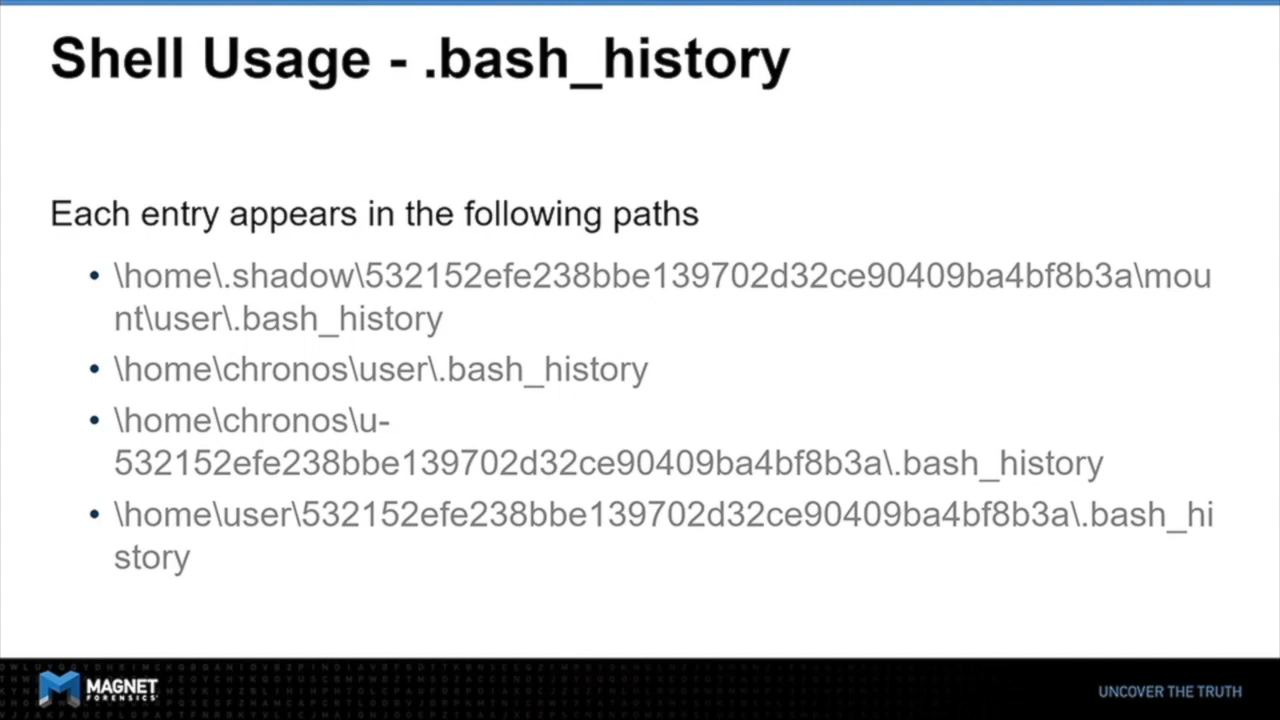 Shell Usage - .bash_history
Each entry appears in the following paths
• \home\.shadow\532152efe238bbe139702d32ce90409ba4bf8b3a\mou
nt\user\.bash_history
• \home\chronos\user\.bash_history
• \home\chronos\u-
532152efe238bbe139702d32ce90409ba4bf8b3a\.bash_history
• \home\user\532152efe238bbe139702d32ce90409ba4bf8b3a\.bash_hi
story
MAGNET
FORENSICS
UNCOVER THE TRUTH